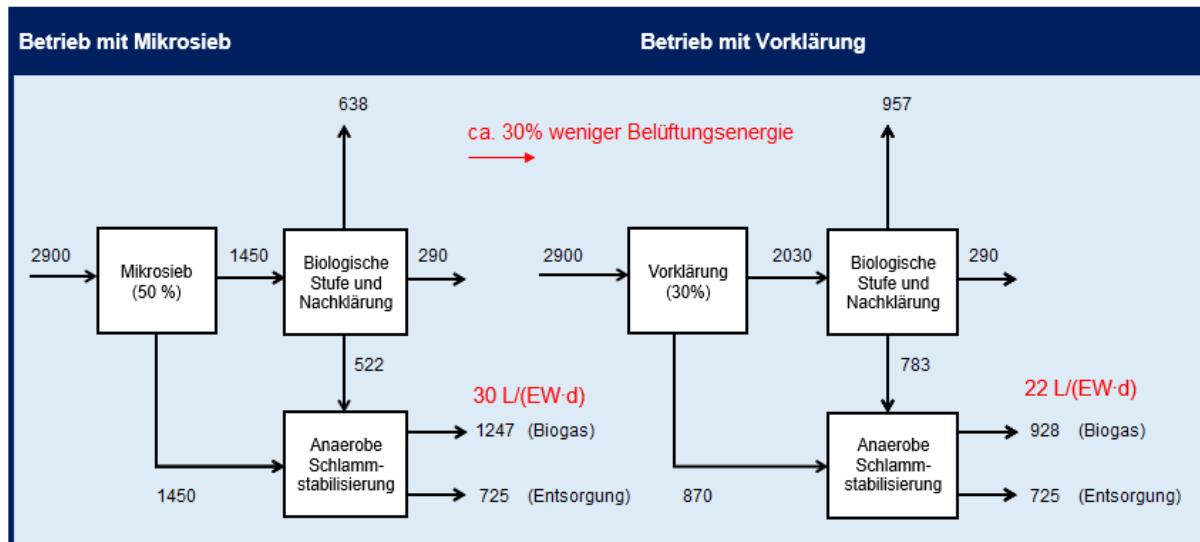 Betrieb mit Mikrosieb
638
ca. 30% weniger Belüftungsenergie
2900
Mikrosieb
(50 %)
1450
Biologische
Stufe und
Nachklärung
290
522
30 L/(EW·d)
1450
Anaerobe
Schlamm-
stabilisierung
1247 (Biogas)
725 (Entsorgung)
Betrieb mit Vorklärung
957
2900
Vorklärung
(30%)
2030
Biologische
Stufe und
Nachklärung
290
783
22 L/(EW·d)
870
Anaerobe
Schlamm-
stabilisierung
928 (Biogas)
725 (Entsorgung)